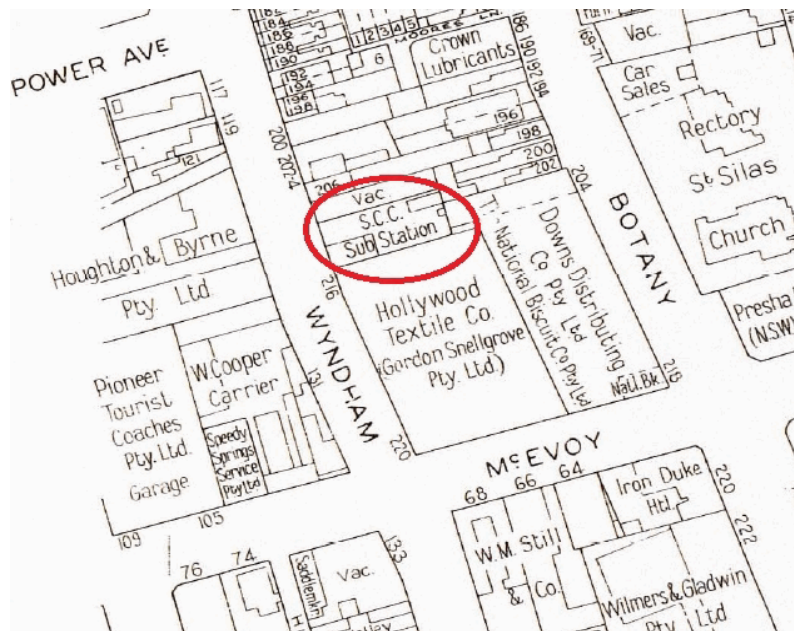 POWER AVE
117
119
121
184
186
188
190
192
194
196
198
1 2 3 4 5
MOORES LN.
6
Crown
Lubricants
186 190 192 194
169-71
Vac.
Car
Sales
Rectory
St Silas
Church
196
198
200
202
204
200 202-4
206
Vac.
S.C.C.
Sub Station
216
BOTANY
Houghton &
Byrne
Pty. Ltd.
WYNDHAM
Hollywood
Textile Co.
(Gordon Snellgrove
Pty. Ltd.)
National Biscuit Co Pty Ltd
Downs Distributing
Co Pty Ltd
Natl. Bk.
218
(N.S.W
Pioneer
Tourist
Coaches
Pty. Ltd.
Garage
W. Cooper
Carrier
131
Speedy
Springs
Service
Pty Ltd
220
McEVOY
109
105
68
66
64
Iron Duke
Htl.
220
222
76
74
Vac.
133
W.M. Still
& Co.
Wilmers & Gladwin
Pty. Ltd